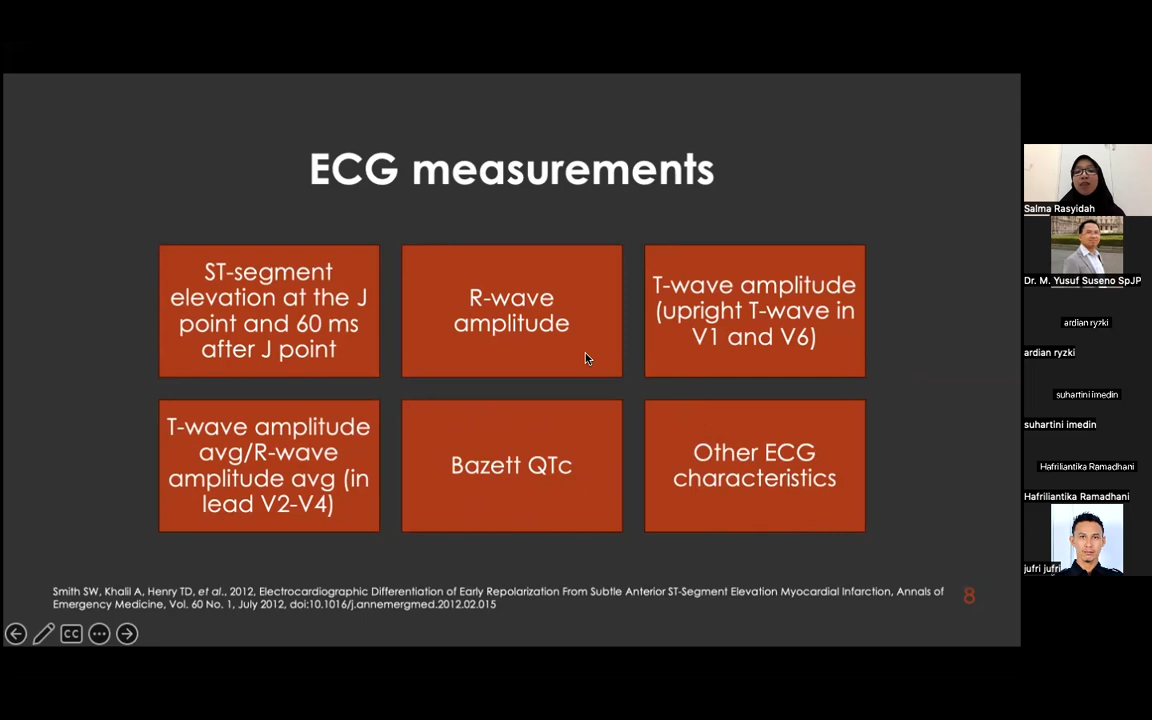 ECG measurements
ST-segment
elevation at the J
point and 60 ms
after J point
R-wave
amplitude
T-wave amplitude
(upright T-wave in
V1 and V6)
T-wave amplitude
avg/R-wave
amplitude avg (in
lead V2-V4)
Bazett QTc
Other ECG
characteristics
Smith SW, Khalil A, Henry TD, et al., 2012, Electrocardiographic Differentiation of Early Repolarization From Subtle Anterior ST-Segment Elevation Myocardial Infarction, Annals of
Emergency Medicine, Vol. 60 No. 1, July 2012, doi:10.1016/j.annemergmed.2012.02.015
8
CC
Salma Rasyidah
Dr. M. Yusuf Suseno SpJP
ardian ryzki
ardian ryzki
suhartini imedin
suhartini imedin
Hafriliantika Ramadhani
Hafriliantika Ramadhani
jufri jufri